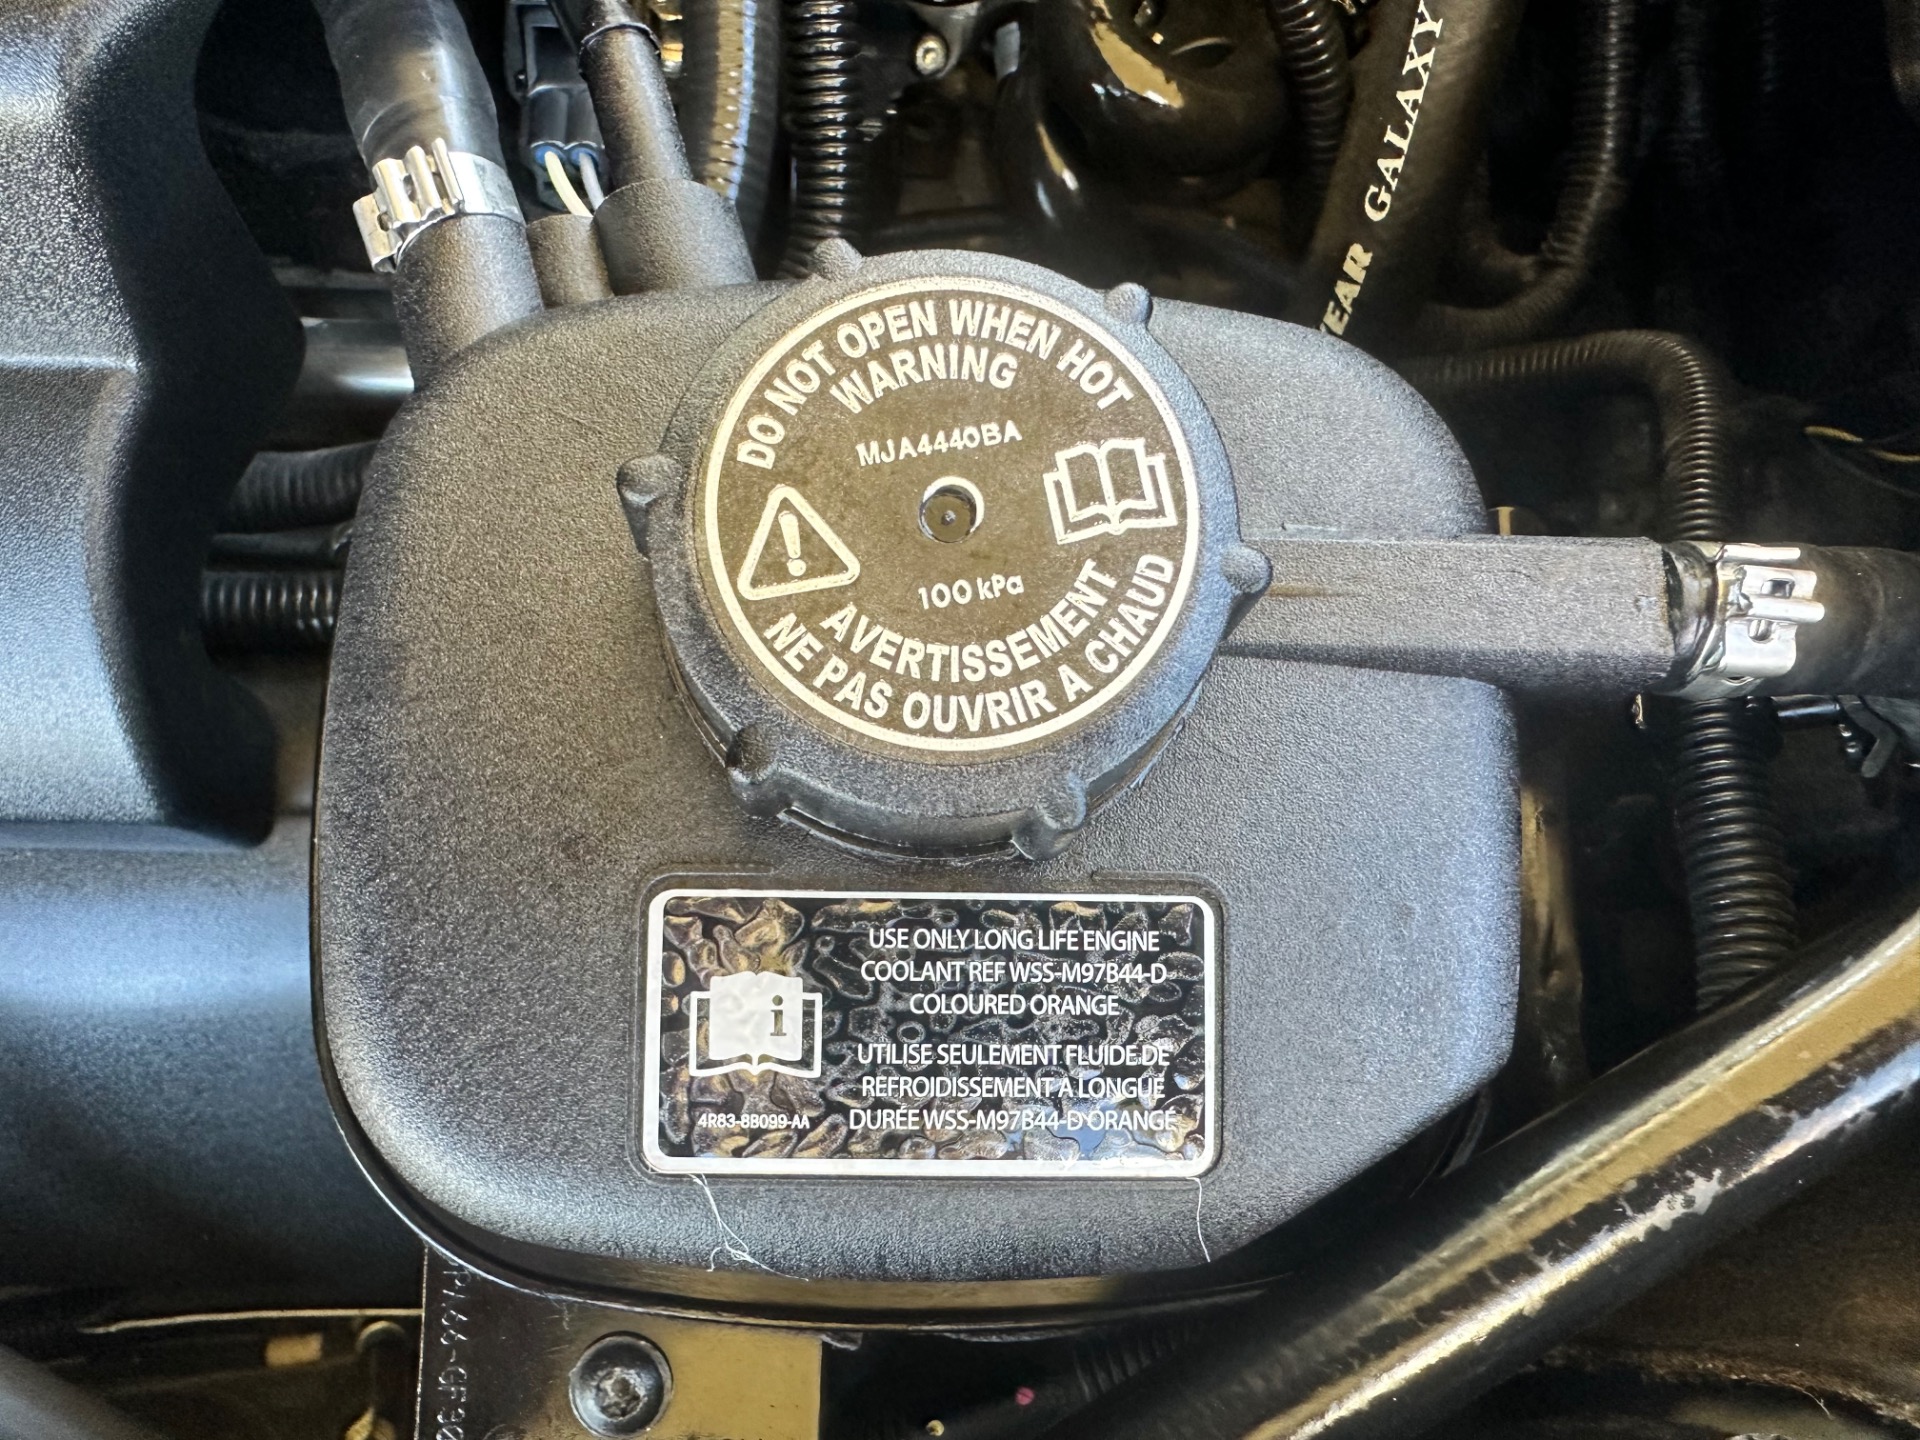 YEAR GALAXY
DO NOT OPEN WHEN HOT
WARNING
MJA4440BA
100 kPa
AVERTISSEMENT
NE PAS OUVRIR A CHAUD
USE ONLY LONG LIFE ENGINE
COOLANT REF WSS-M97B44-D
COLOURED ORANGE
i
UTILISE SEULEMENT FLUIDE DE
REFROIDISSEMENT A LONGUE
DURÉE WSS-M97B44-D ORANGE
4R83-8B099-AA